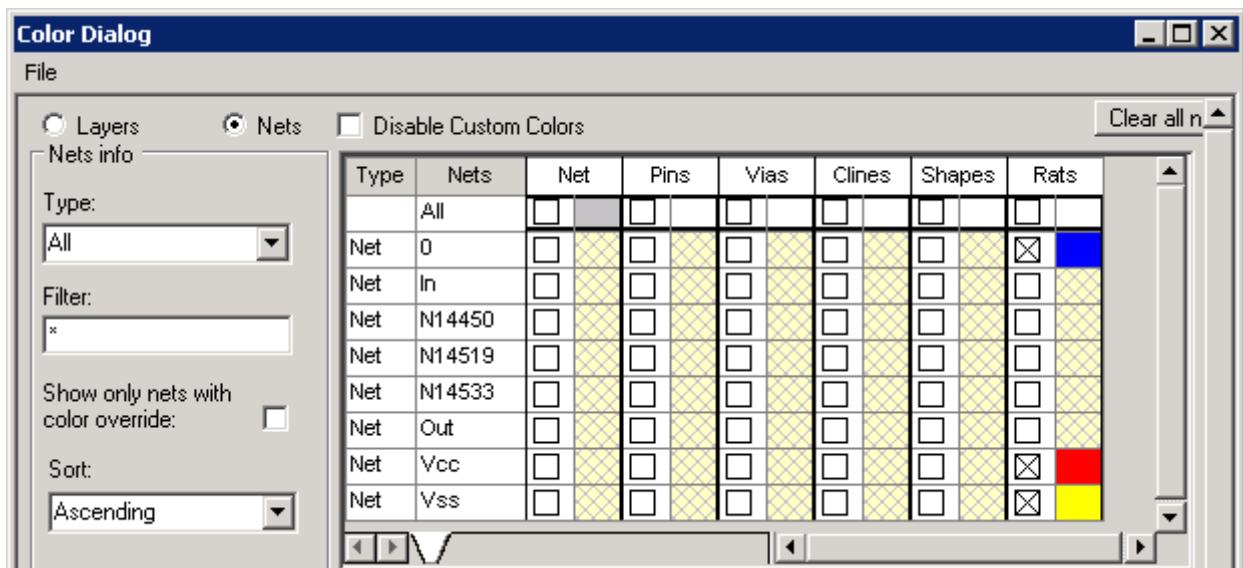 Color Dialog
File
Layers Nets Disable Custom Colors Clear all n
Nets info
Type:
All
Filter:
*
Show only nets with
color override:
Sort:
Ascending
Type Nets Net Pins Vias Clines Shapes Rats
All
Net 0
Net In
Net N14450
Net N14519
Net N14533
Net Out
Net Vcc
Net Vss